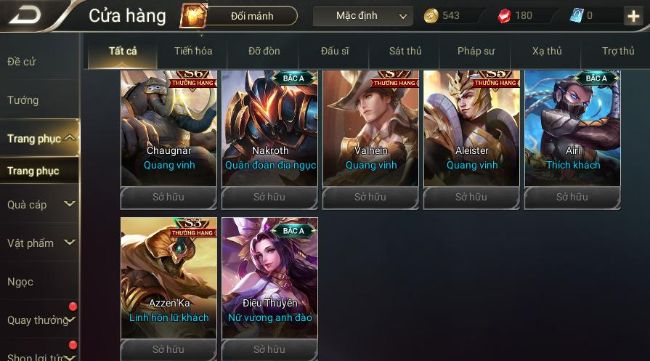 Cửa hàng
Đổi mảnh
Mặc định
543
180
0
Tất cả
Tiến hóa
Đỡ đòn
Đấu sĩ
Sát thủ
Pháp sư
Xạ thủ
Trợ thủ
Đề cử
Tướng
Trang phục
Trang phục
Quà cáp
Vật phẩm
Ngọc
Quay thưởng
Shop lợi tức
S6
THƯỞNG HẠNG
Chaugnar
Quang vinh
Sở hữu
BẬC A
Nakroth
Quân đoàn địa ngục
Sở hữu
S7
THƯỞNG HẠNG
Valhein
Quang vinh
Sở hữu
S5
THƯỞNG HẠNG
Aleister
Quang vinh
Sở hữu
BẬC A
Airi
Thích khách
Sở hữu
S3
THƯỞNG HẠNG
Azzen'Ka
Linh hồn lữ khách
Sở hữu
BẬC A
Điêu Thuyền
Nữ vương anh đào
Sở hữu